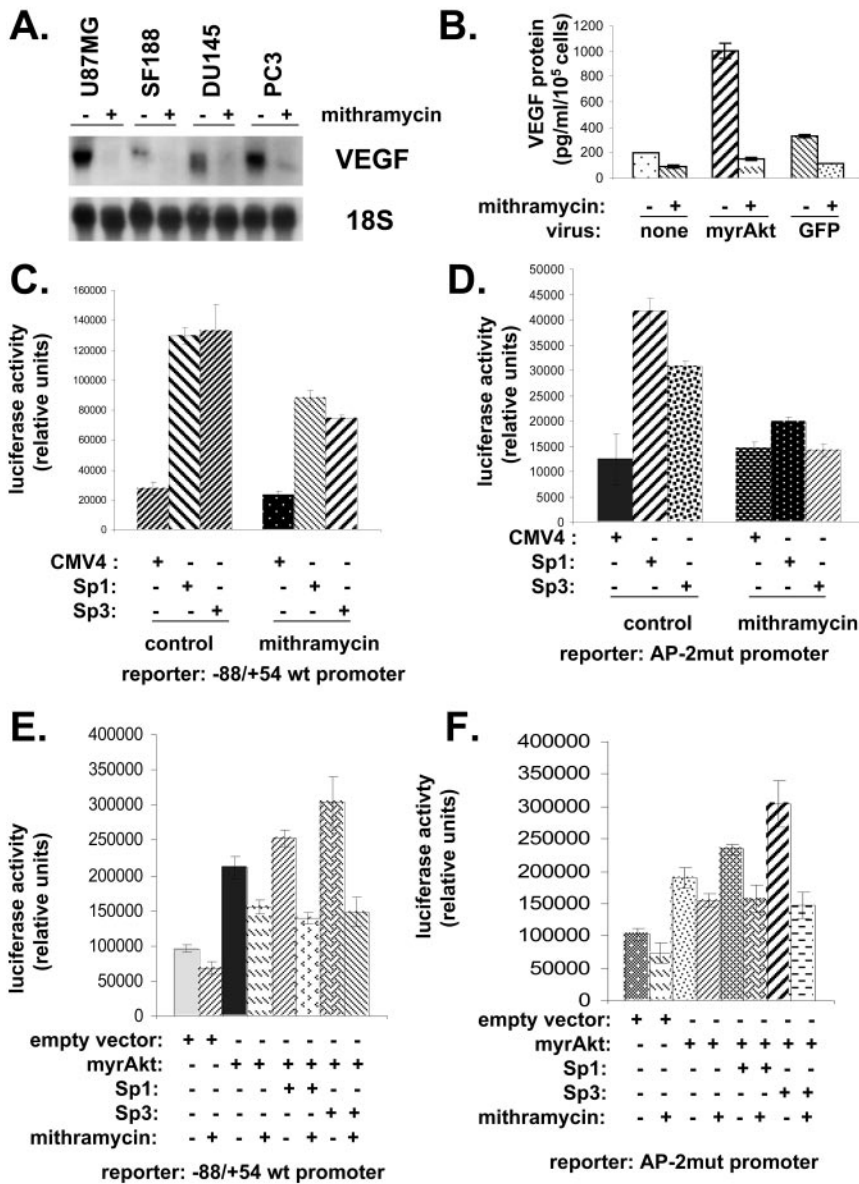 A.
U87MG SF188 DU145 PC3
- + - + - + - + mithramycin
VEGF
18S
B.
VEGF protein
(pg/ml/10⁵ cells)
1200
1000
800
600
400
200
0
mithramycin: - + - + - +
virus: none myrAkt GFP
C.
luciferase activity
(relative units)
160000
140000
120000
100000
80000
60000
40000
20000
0
CMV4 : + - - + - -
Sp1: - + - - + -
Sp3: - - + - - +
control mithramycin
reporter: -88/+54 wt promoter
D.
luciferase activity
(relative units)
50000
45000
40000
35000
30000
25000
20000
15000
10000
5000
0
CMV4 : + - - + - -
Sp1: - + - - + -
Sp3: - - + - - +
control mithramycin
reporter: AP-2mut promoter
E.
luciferase activty
(relative units)
400000
350000
300000
250000
200000
150000
100000
50000
0
empty vector: + + - - - - - -
myrAkt: - - + + + + + +
Sp1: - - - - + + - -
Sp3: - - - - - - + +
mithramycin: - + - + - + - +
reporter: -88/+54 wt promoter
F.
luciferase activty
(relative units)
400000
350000
300000
250000
200000
150000
100000
50000
0
empty vector: + + - - - - - -
myrAkt: - - + + + + + +
Sp1: - - - - + + - -
Sp3: - - - - - - + +
mithramycin: - + - + - + - +
reporter: AP-2mut promoter